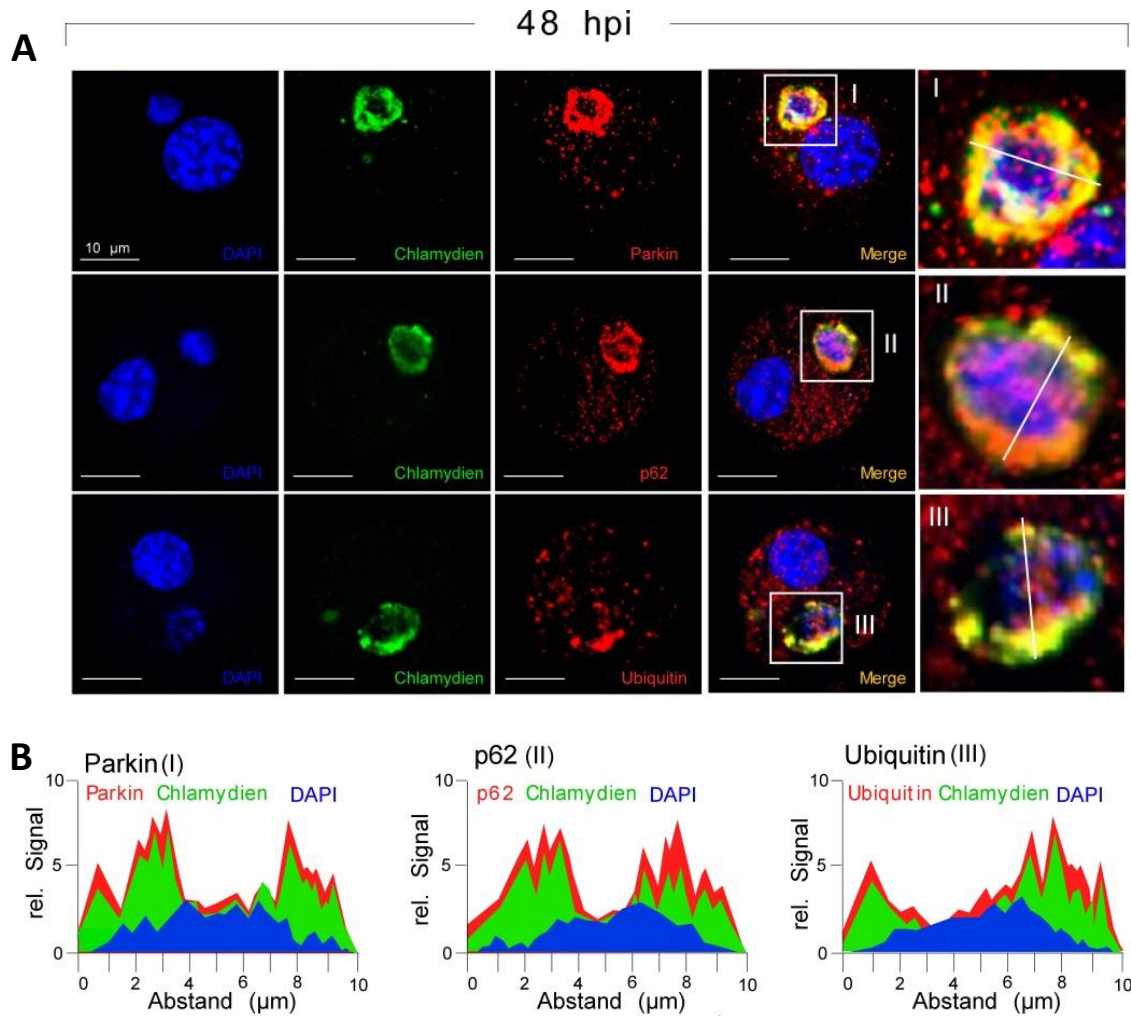 48 hpi
A
I
I
10 µm
DAPI
Chlamydien
Parkin
Merge
II
II
DAPI
Chlamydien
p62
Merge
III
III
DAPI
Chlamydien
Ubiquitin
Merge
B
Parkin (I)
p62 (II)
Ubiquitin (III)
Parkin Chlamydien DAPI
p62 Chlamydien DAPI
Ubiquitin Chlamydien DAPI
rel. Signal
10
5
0
0 2 4 6 8 10
Abstand (µm)
rel. Signal
10
5
0
0 2 4 6 8 10
Abstand (µm)
rel. Signal
10
5
0
0 2 4 6 8 10
Abstand (µm)